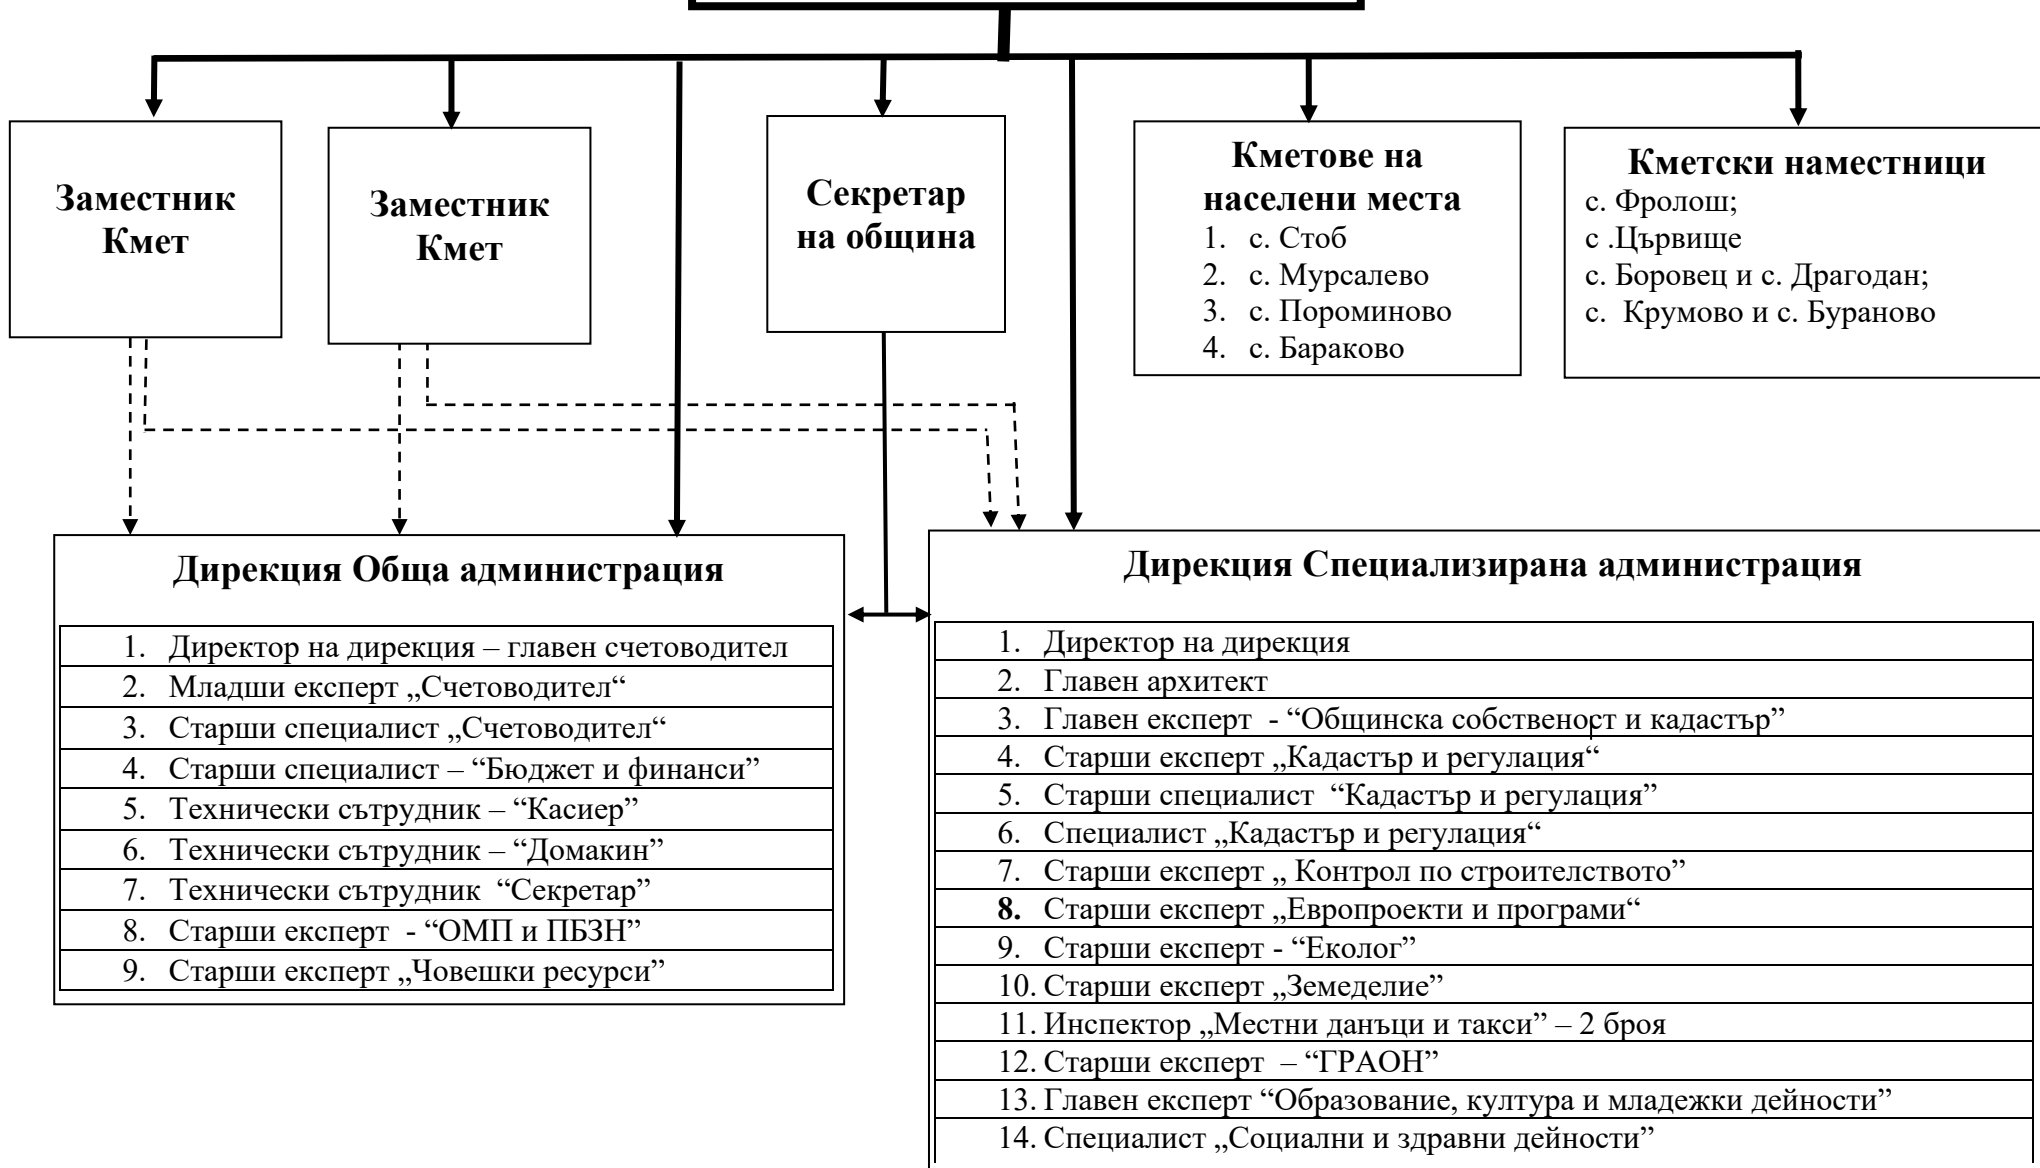 Заместник
Кмет
Заместник
Кмет
Секретар
на община
Кметове на
населени места
1. с. Стоб
2. с. Мурсалево
3. с. Пороминово
4. с. Бараково
Кметски наместници
с. Фролош;
с .Цървище
с. Боровец и с. Драгодан;
с. Крумово и с. Бураново
Дирекция Обща администрация
1. Директор на дирекция – главен счетоводител
2. Младши експерт „Счетоводител“
3. Старши специалист „Счетоводител“
4. Старши специалист – “Бюджет и финанси”
5. Технически сътрудник – “Касиер”
6. Технически сътрудник – “Домакин”
7. Технически сътрудник “Секретар”
8. Старши експерт - “ОМП и ПБЗН”
9. Старши експерт „Човешки ресурси”
Дирекция Специализирана администрация
1. Директор на дирекция
2. Главен архитект
3. Главен експерт - “Общинска собственост и кадастър”
4. Старши експерт „Кадастър и регулация“
5. Старши специалист “Кадастър и регулация”
6. Специалист „Кадастър и регулация“
7. Старши експерт „ Контрол по строителството”
8. Старши експерт „Европроекти и програми“
9. Старши експерт - “Еколог”
10. Старши експерт „Земеделие”
11. Инспектор „Местни данъци и такси” – 2 броя
12. Старши експерт – “ГРАОН”
13. Главен експерт “Образование, култура и младежки дейности”
14. Специалист „Социални и здравни дейности”